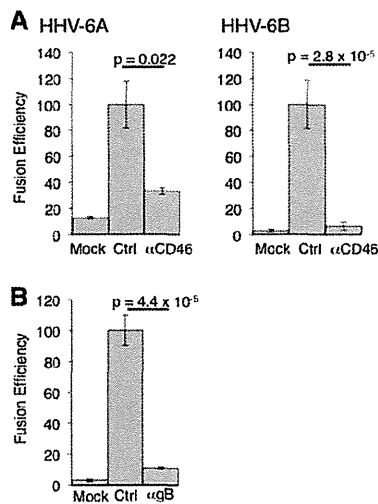 A HHV-6A
HHV-6B
p = 0.022
p = 2.8 x 10⁻⁵
Fusion Efficiency
140
120
100
80
60
40
20
0
Mock Ctrl αCD46
140
120
100
80
60
40
20
0
Mock Ctrl αCD46
B
p = 4.4 x 10⁻⁵
Fusion Efficiency
120
100
80
60
40
20
0
Mock Ctrl αgB